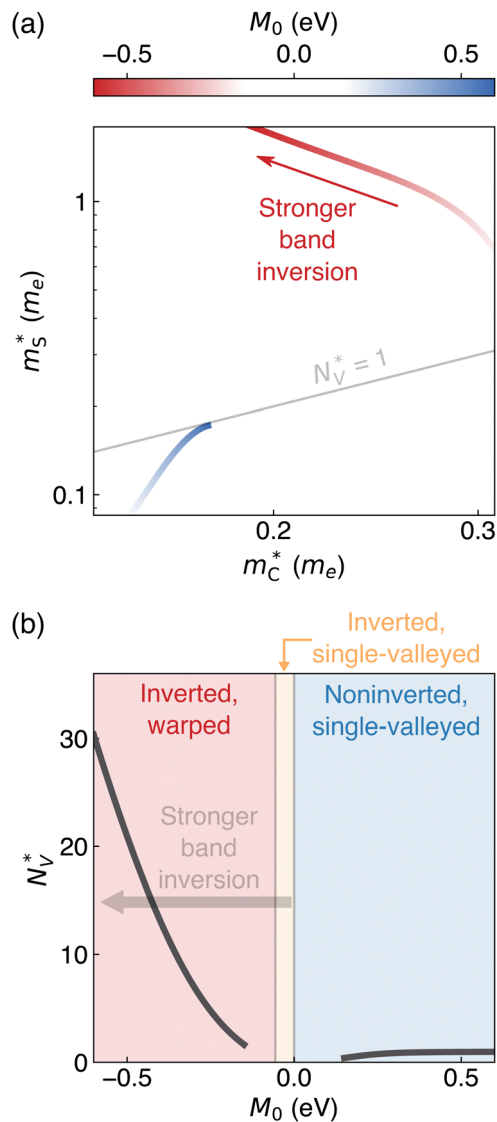 (a)
M₀ (eV)
−0.5 0.0 0.5
1
Stronger
band
inversion
m*S (mₑ)
N*V = 1
0.1
0.2 0.3
m*C (mₑ)
(b)
Inverted,
single-valleyed
Inverted,
warped
Noninverted,
single-valleyed
30
Stronger
band
inversion
20
N*V
10
0
−0.5 0.0 0.5
M₀ (eV)